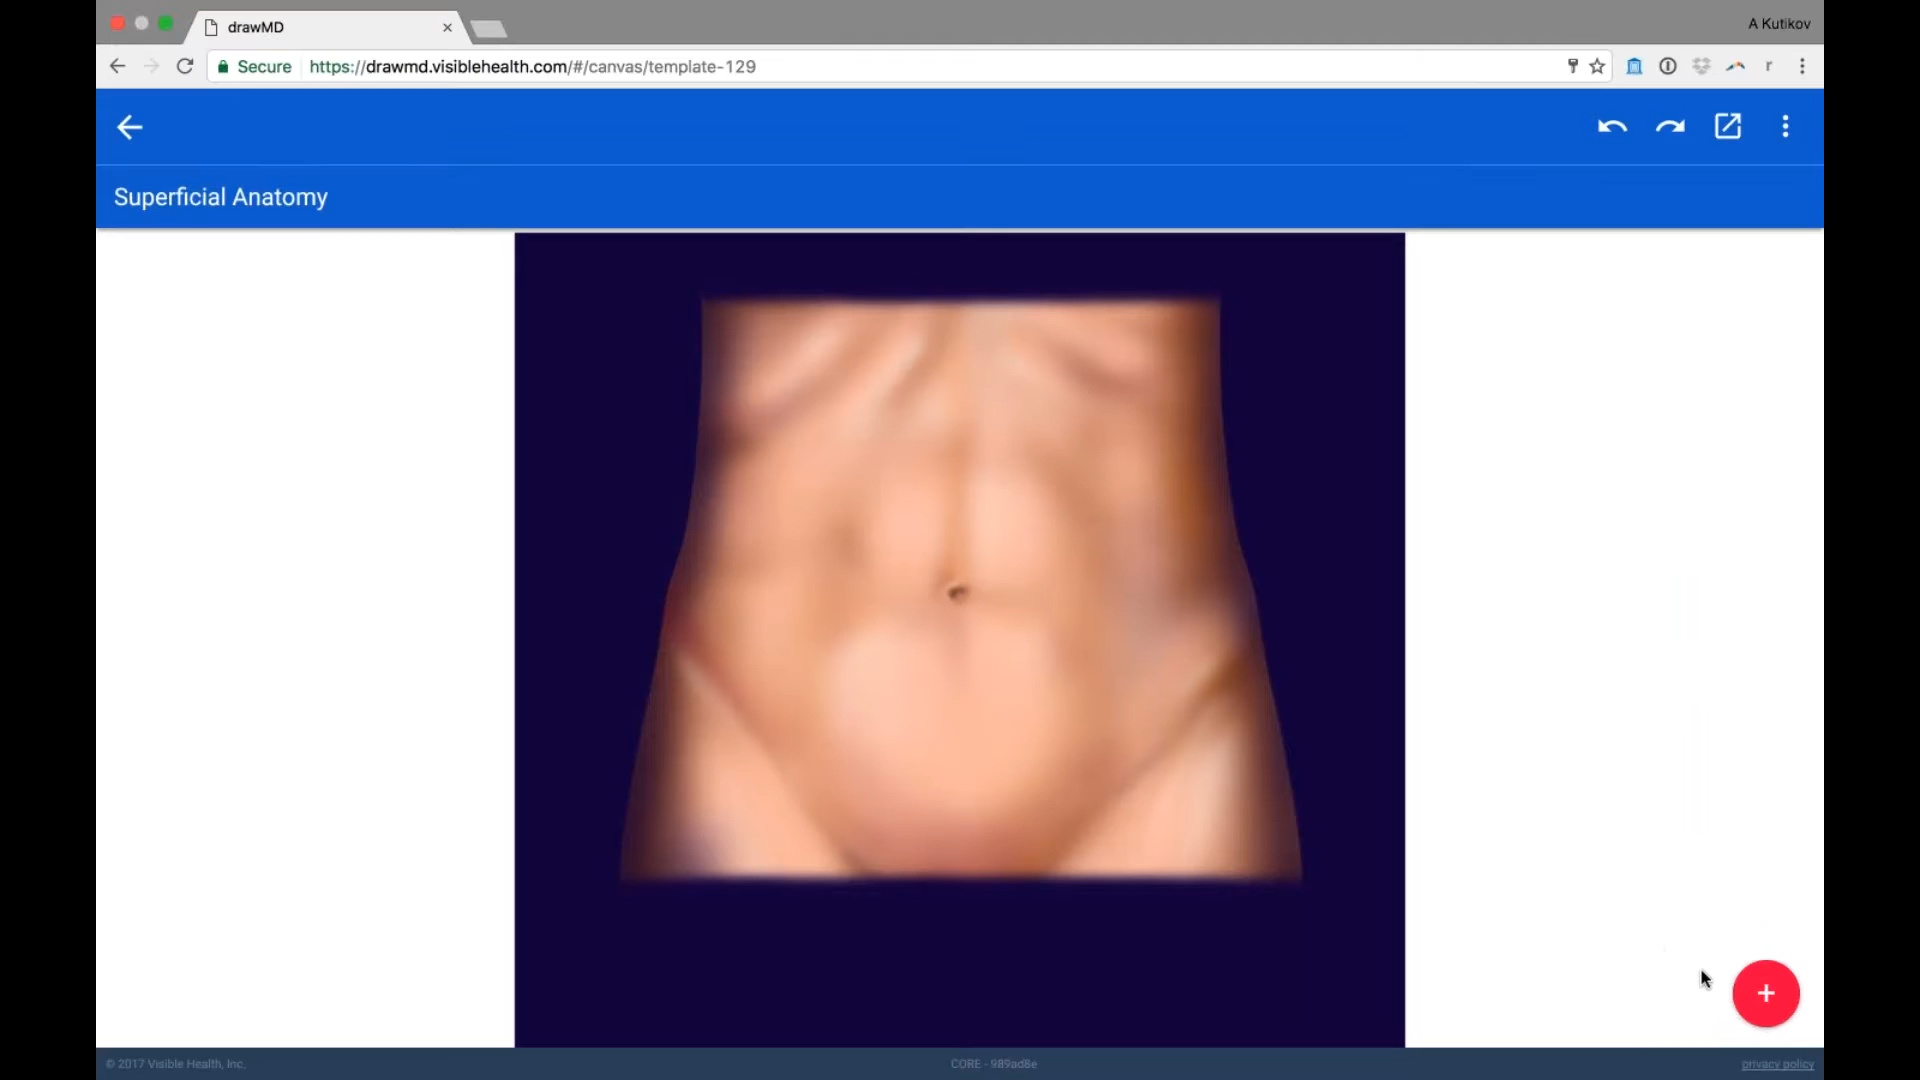 drawMD
A Kutikov
Secure https://drawmd.visiblehealth.com/#/canvas/template-129
Superficial Anatomy
© 2017 Visible Health, Inc.
CORE - 989ad8e
privacy policy